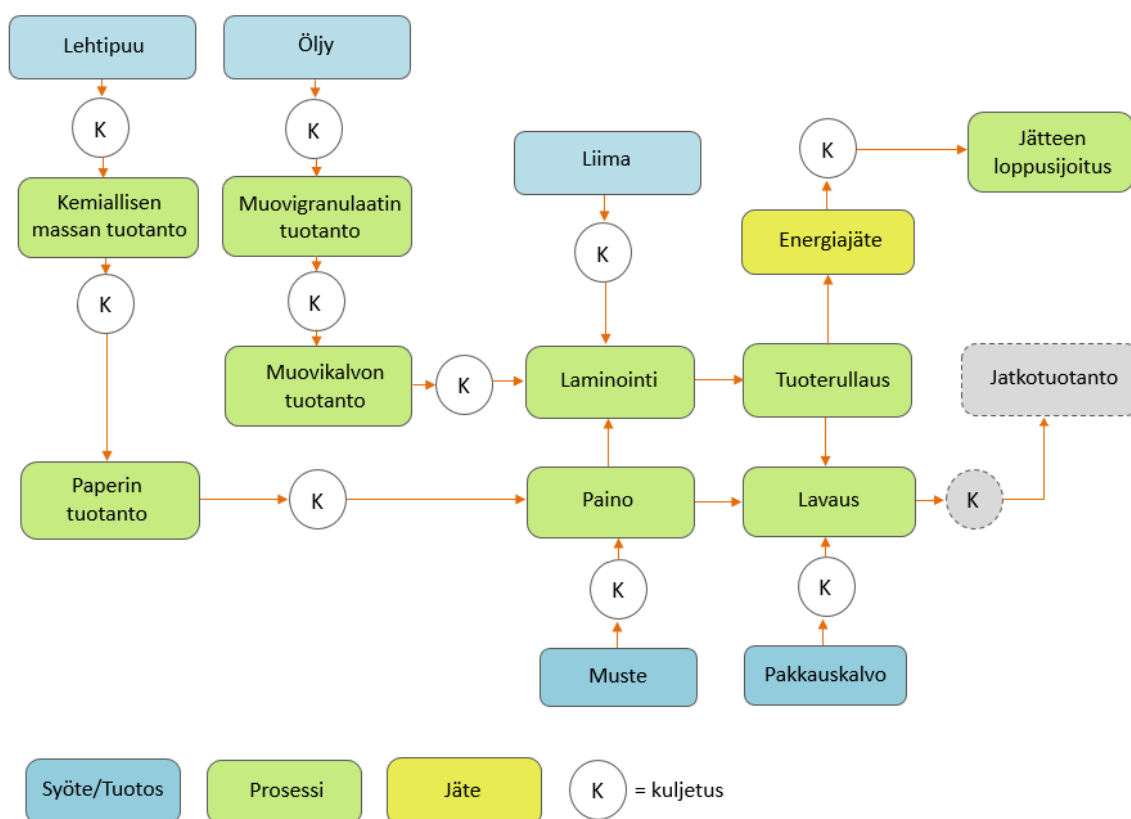 Lehtipuu
Öljy
K
K
K
Liima
Jätteen
loppusijoitus
Kemiallisen
massan tuotanto
Muovigranulaatin
tuotanto
Energiajäte
K
K
K
Muovikalvon
tuotanto
K
Laminointi
Tuoterullaus
Jatkotuotanto
Paperin
tuotanto
K
Paino
Lavaus
K
K
K
Muste
Pakkauskalvo
Syöte/Tuotos
Prosessi
Jäte
K = kuljetus